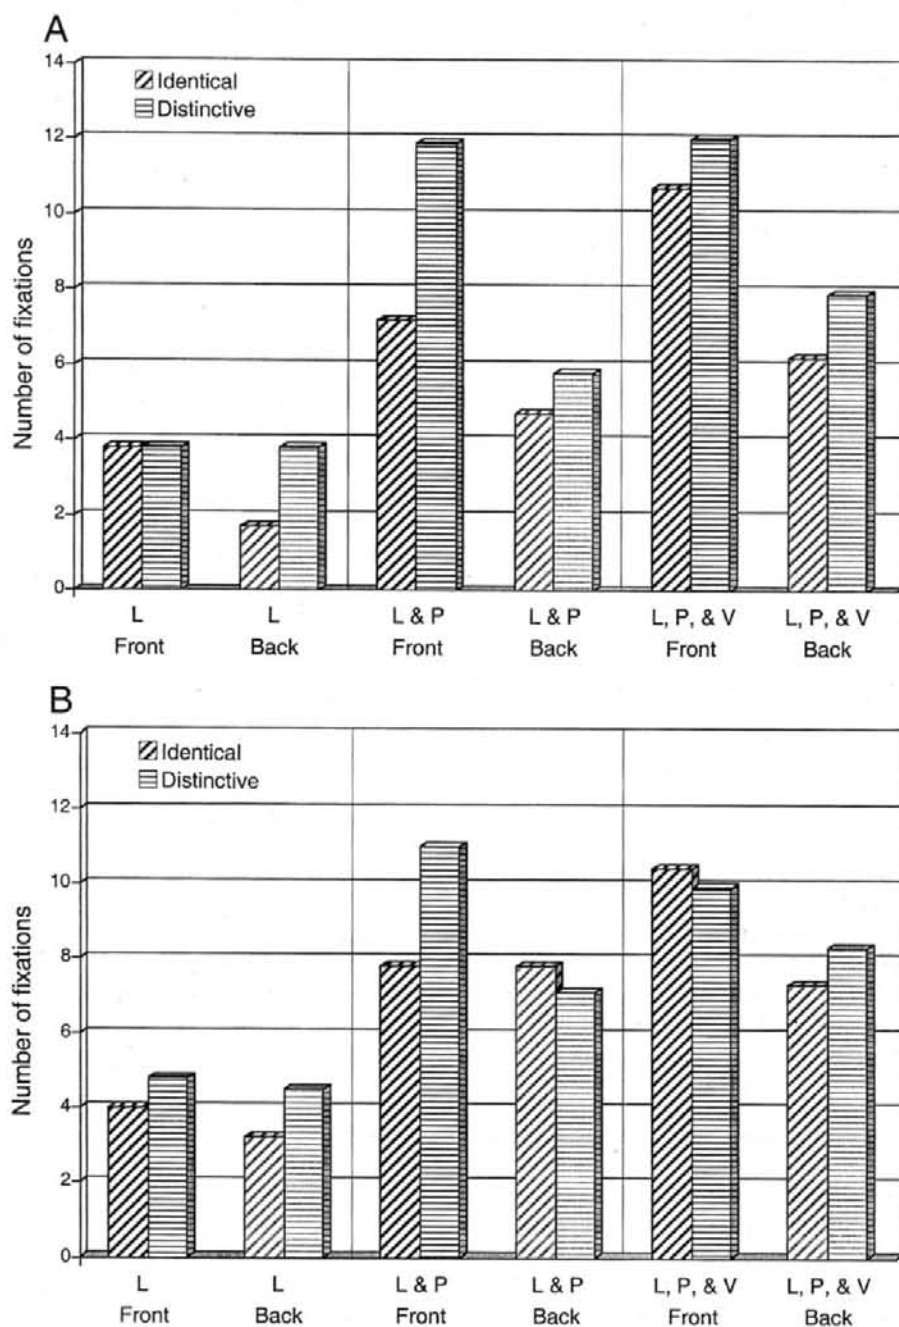 A
14
Identical
Distinctive
12
10
8
6
4
2
0
Number of fixations
L L L & P L & P L, P, & V L, P, & V
Front Back Front Back Front Back
B
14
Identical
Distinctive
12
10
8
6
4
2
0
Number of fixations
L L L & P L & P L, P, & V L, P, & V
Front Back Front Back Front Back